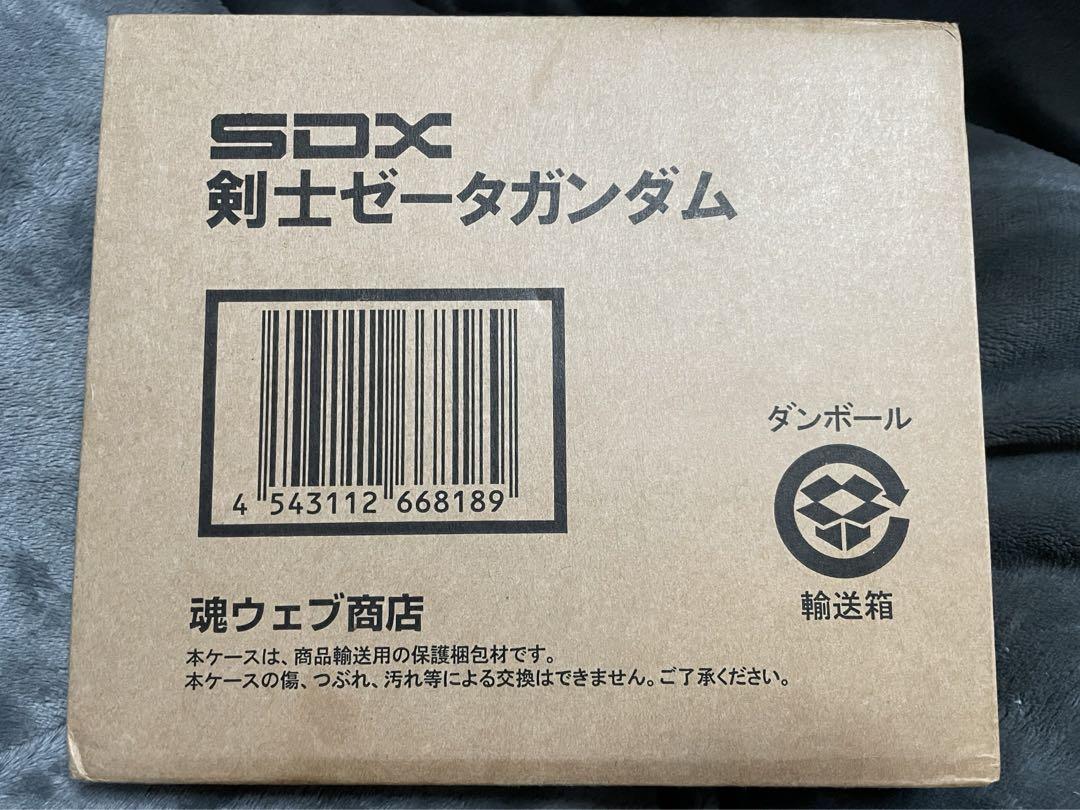 SDX
剣士ゼータガンダム
4 543112 668189
ダンボール
輸送箱
魂ウェブ商店
本ケースは、商品輸送用の保護梱包材です。
本ケースの傷、つぶれ、汚れ等による交換はできません。ご了承ください。